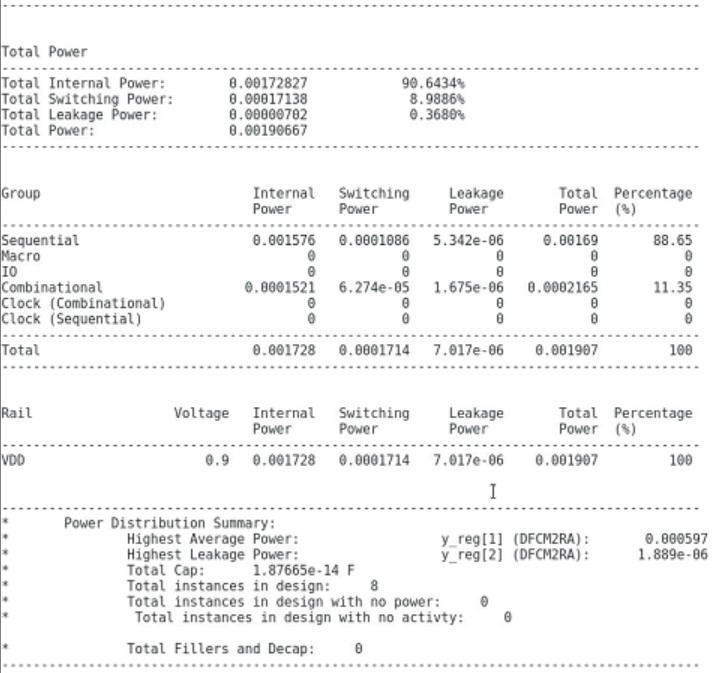 Total Power
Total Internal Power: 0.00172827 90.6434%
Total Switching Power: 0.00017138 8.9886%
Total Leakage Power: 0.00000702 0.3680%
Total Power: 0.00190667
Group Internal Switching Leakage Total Percentage
Power Power Power Power (%)
Sequential 0.001576 0.0001086 5.342e-06 0.00169 88.65
Macro 0 0 0 0 0
IO 0 0 0 0 0
Combinational 0.0001521 6.274e-05 1.675e-06 0.0002165 11.35
Clock (Combinational) 0 0 0 0 0
Clock (Sequential) 0 0 0 0 0
Total 0.001728 0.0001714 7.017e-06 0.001907 100
Rail Voltage Internal Switching Leakage Total Percentage
Power Power Power Power (%)
VDD 0.9 0.001728 0.0001714 7.017e-06 0.001907 100
* Power Distribution Summary:
* Highest Average Power: y_reg[1] (DFCM2RA): 0.000597
* Highest Leakage Power: y_reg[2] (DFCM2RA): 1.889e-06
* Total Cap: 1.87665e-14 F
* Total instances in design: 8
* Total instances in design with no power: 0
* Total instances in design with no activty: 0
* Total Fillers and Decap: 0